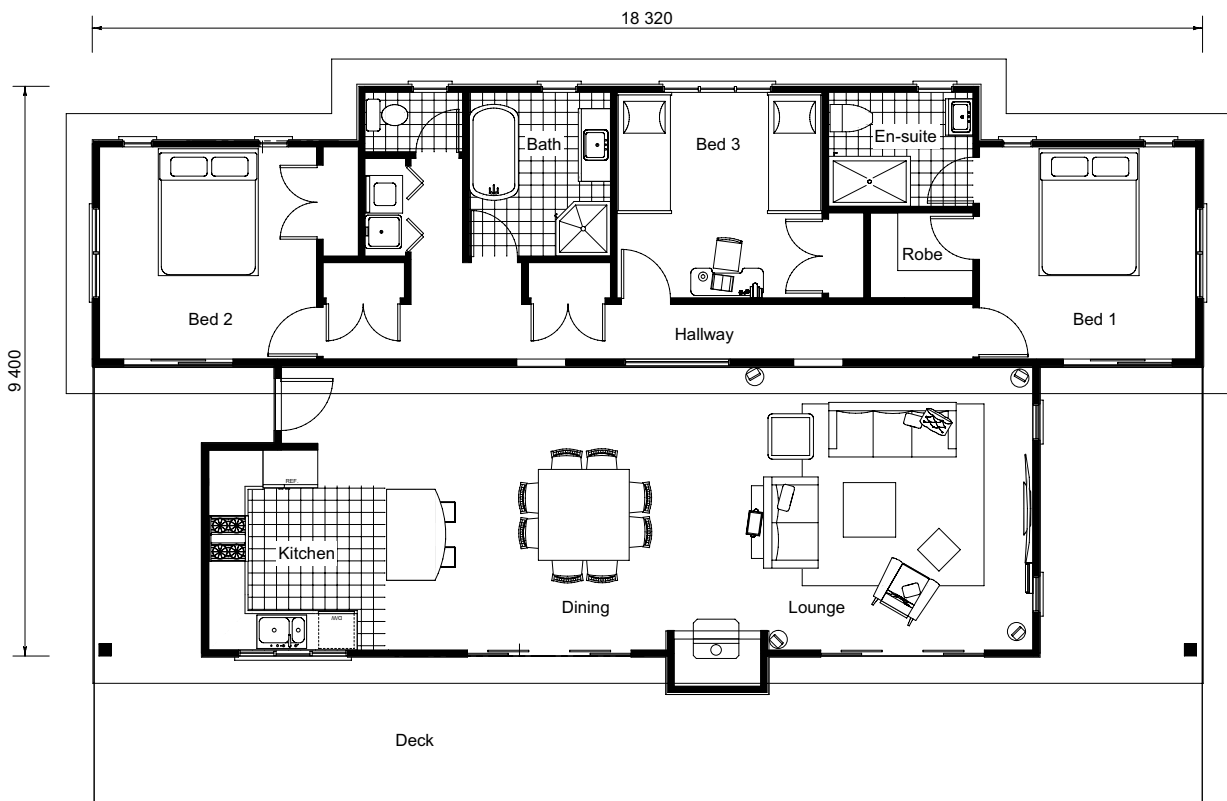 18 320
9 400
Bath
Bed 3
En-suite
Robe
Bed 2
Bed 1
Hallway
REF.
Kitchen
Dining
Lounge
D/W
Deck